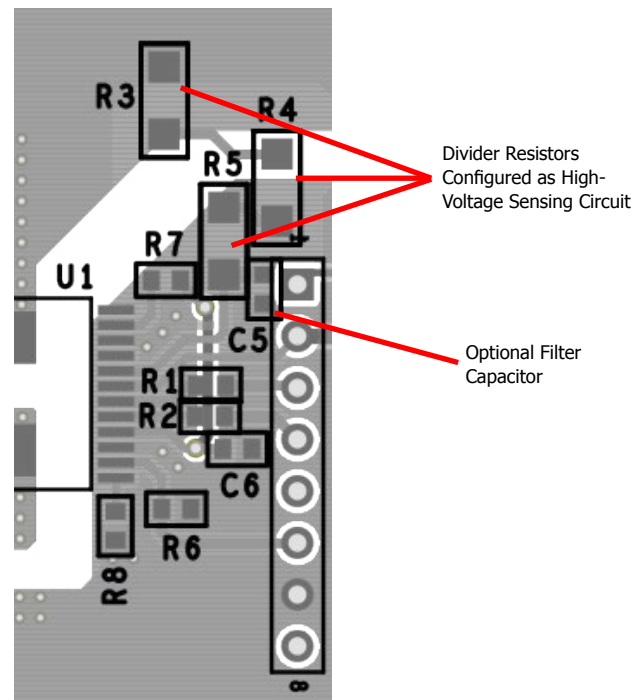 R3
R4
Divider Resistors
Configured as High-
Voltage Sensing Circuit
R5
1
R7
U1
C5
Optional Filter
Capacitor
R1
R2
C6
R6
R8
8